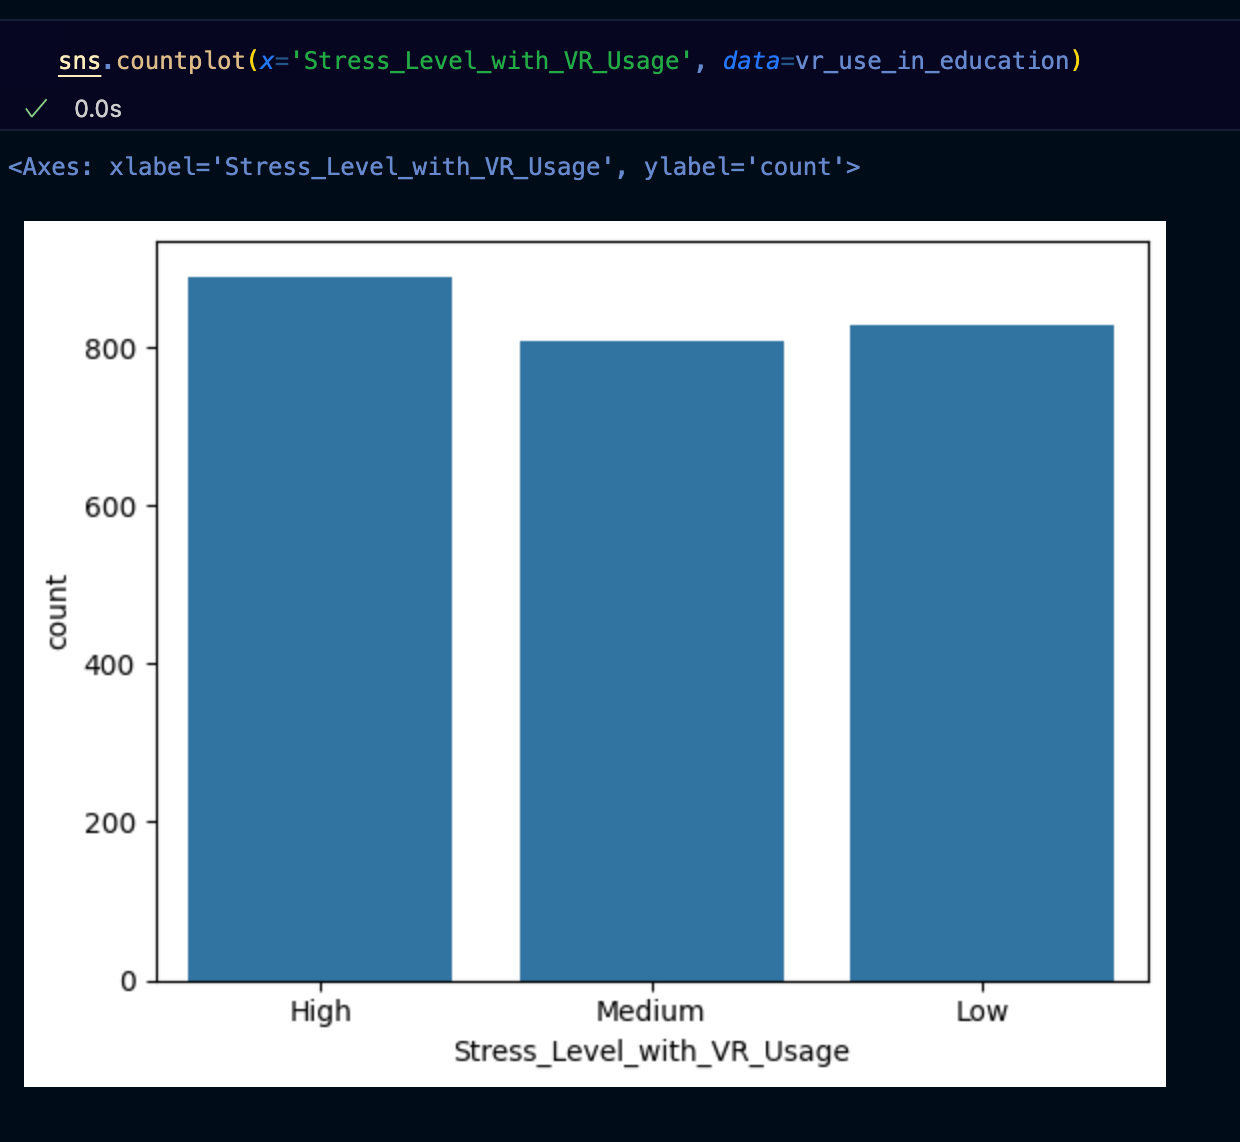 sns.countplot(x='Stress_Level_with_VR_Usage', data=vr_use_in_education)
0.0s
<Axes: xlabel='Stress_Level_with_VR_Usage', ylabel='count'>
800
600
400
200
0
count
High Medium Low
Stress_Level_with_VR_Usage